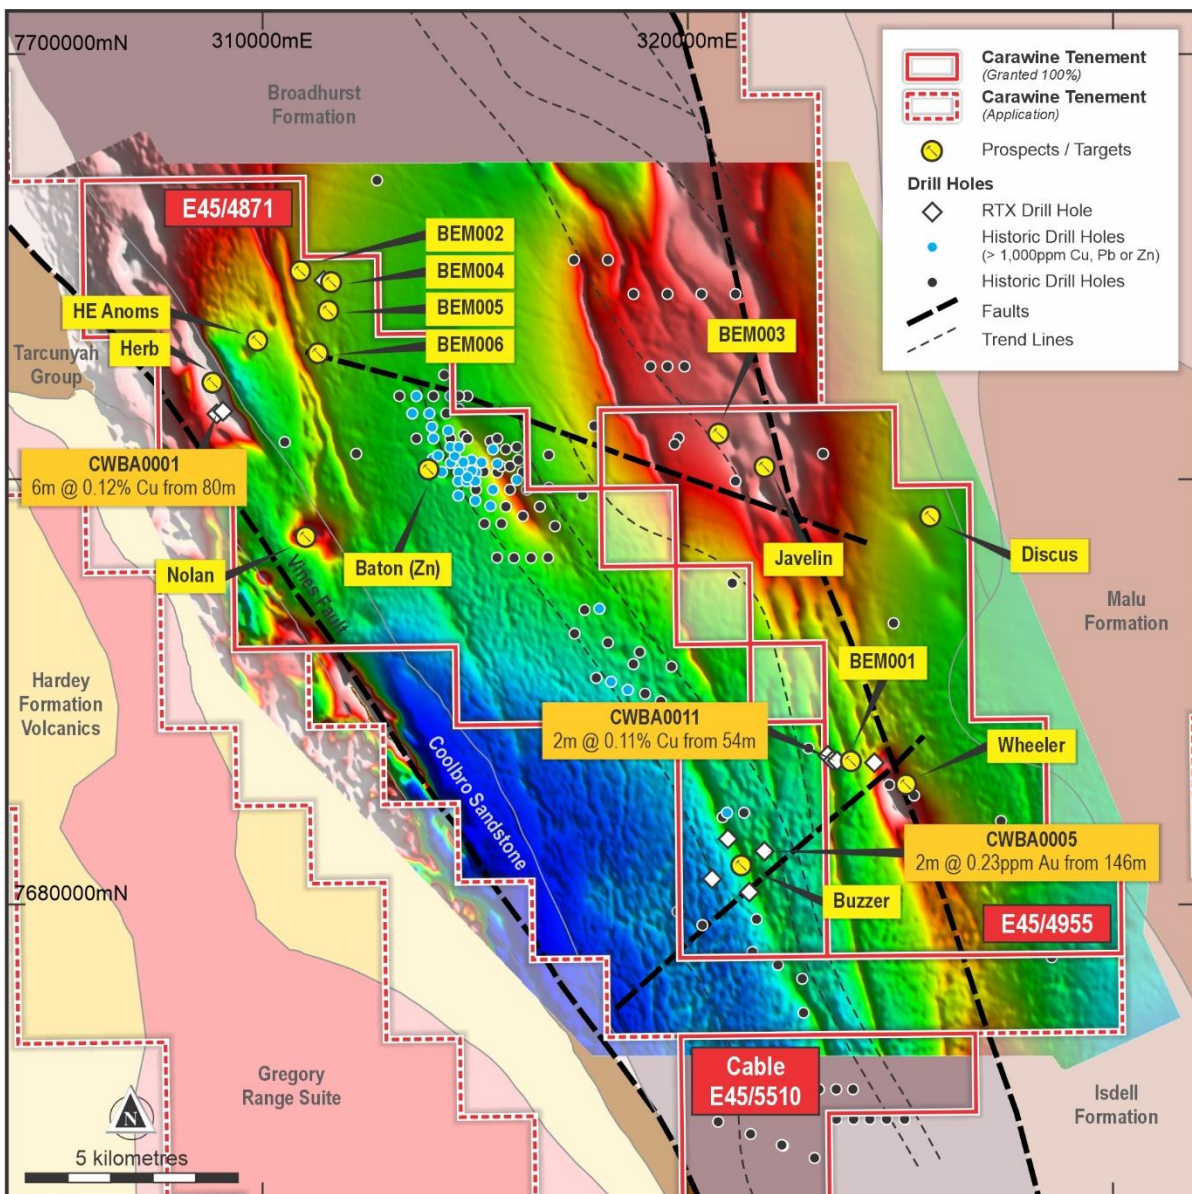 7700000mN
310000mE
320000mE
Carawine Tenement
(Granted 100%)
Carawine Tenement
(Application)
Prospects / Targets
Drill Holes
RTX Drill Hole
Historic Drill Holes
(> 1,000ppm Cu, Pb or Zn)
Historic Drill Holes
Faults
Trend Lines
Broadhurst
Formation
E45/4871
BEM002
BEM004
BEM005
BEM006
HE Anoms
Herb
Tarcunyah
Group
BEM003
CWBA0001
6m @ 0.12% Cu from 80m
Nolan
Baton (Zn)
Javelin
Discus
Vines Fault
Malu
Formation
Hardey
Formation
Volcanics
BEM001
CWBA0011
2m @ 0.11% Cu from 54m
Wheeler
Coolbro Sandstone
CWBA0005
2m @ 0.23ppm Au from 146m
7680000mN
Buzzer
E45/4955
Cable
E45/5510
Gregory
Range Suite
Isdell
Formation
N
5 kilometres